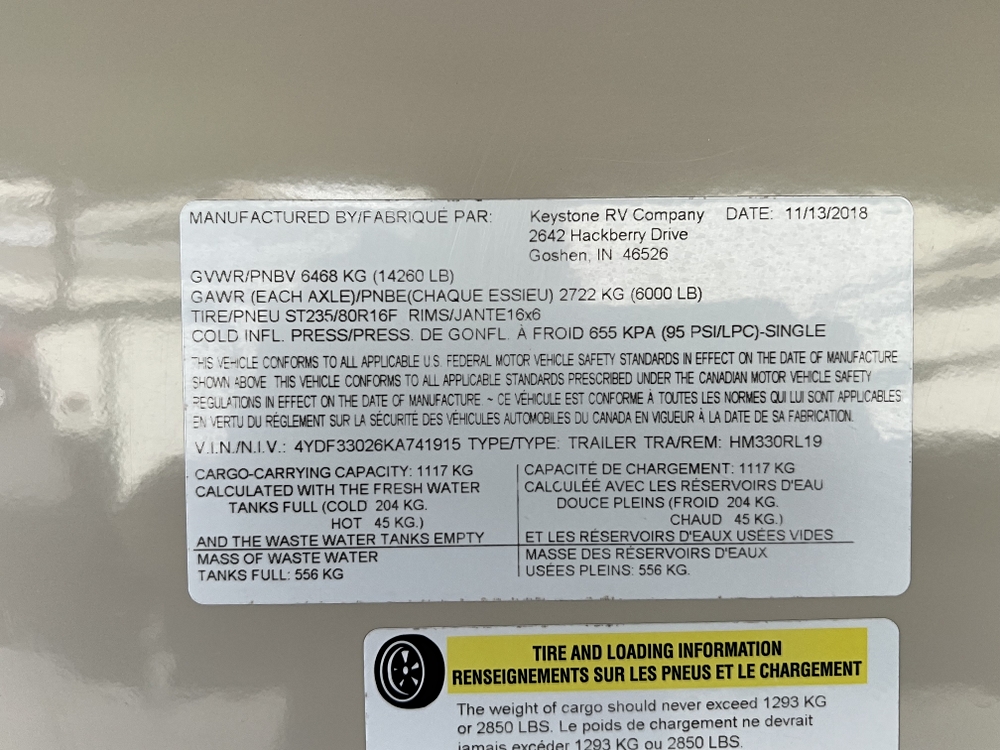 MANUFACTURED BY/FABRIQUÉ PAR: Keystone RV Company DATE: 11/13/2018
2642 Hackberry Drive
Goshen, IN 46526
GVWR/PNBV 6468 KG (14260 LB)
GAWR (EACH AXLE)/PNBE(CHAQUE ESSIEU) 2722 KG (6000 LB)
TIRE/PNEU ST235/80R16F RIMS/JANTE16x6
COLD INFL. PRESS/PRESS. DE GONFL. À FROID 655 KPA (95 PSI/LPC)-SINGLE
THIS VEHICLE CONFORMS TO ALL APPLICABLE U.S. FEDERAL MOTOR VEHICLE SAFETY STANDARDS IN EFFECT ON THE DATE OF MANUFACTURE
SHOWN ABOVE THIS VEHICLE CONFORMS TO ALL APPLICABLE STANDARDS PRESCRIBED UNDER THE CANADIAN MOTOR VEHICLE SAFETY
REGULATIONS IN EFFECT ON THE DATE OF MANUFACTURE ~ CE VÉHICULE EST CONFORME À TOUTES LES NORMES QUI LUI SONT APPLICABLES
EN VERTU DU RÉGLEMENT SUR LA SÉCURITÉ DES VÉHICULES AUTOMOBILES DU CANADA EN VIGUEUR À LA DATE DE SA FABRICATION.
V.I.N./N.I.V.: 4YDF33026KA741915 TYPE/TYPE: TRAILER TRA/REM: HM330RL19
CARGO-CARRYING CAPACITY: 1117 KG
CALCULATED WITH THE FRESH WATER
TANKS FULL (COLD 204 KG.
HOT 45 KG.)
AND THE WASTE WATER TANKS EMPTY
MASS OF WASTE WATER
TANKS FULL: 556 KG
CAPACITÉ DE CHARGEMENT: 1117 KG
CALCULÉE AVEC LES RÉSERVOIRS D'EAU
DOUCE PLEINS (FROID 204 KG.
CHAUD 45 KG.)
ET LES RÉSERVOIRS D'EAUX USÉES VIDES
MASSE DES RÉSERVOIRS D'EAUX
USÉES PLEINS: 556 KG.
TIRE AND LOADING INFORMATION
RENSEIGNEMENTS SUR LES PNEUS ET LE CHARGEMENT
The weight of cargo should never exceed 1293 KG
or 2850 LBS. Le poids de chargement ne devrait
jamais excéder 1293 KG ou 2850 LBS.